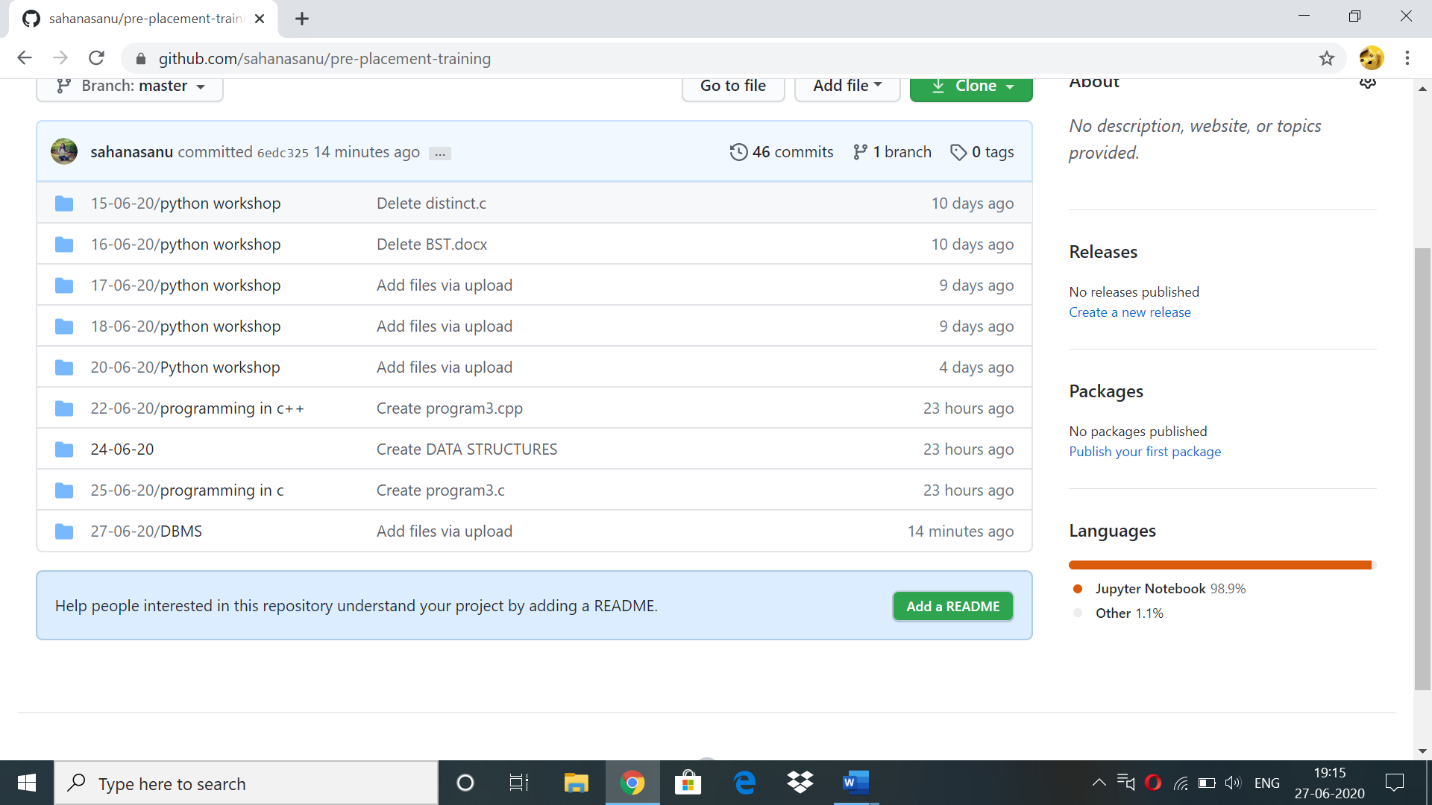 sahanasanu/pre-placement-train
github.com/sahanasanu/pre-placement-training
Branch: master
Go to file
Add file
Clone
About
No description, website, or topics
provided.
sahanasanu committed 6edc325 14 minutes ago ...
46 commits
1 branch
0 tags
15-06-20/python workshop Delete distinct.c 10 days ago
16-06-20/python workshop Delete BST.docx 10 days ago
17-06-20/python workshop Add files via upload 9 days ago
18-06-20/python workshop Add files via upload 9 days ago
20-06-20/Python workshop Add files via upload 4 days ago
22-06-20/programming in c++ Create program3.cpp 23 hours ago
24-06-20 Create DATA STRUCTURES 23 hours ago
25-06-20/programming in c Create program3.c 23 hours ago
27-06-20/DBMS Add files via upload 14 minutes ago
Help people interested in this repository understand your project by adding a README.
Add a README
Releases
No releases published
Create a new release
Packages
No packages published
Publish your first package
Languages
Jupyter Notebook 98.9%
Other 1.1%
Type here to search
W
ENG
19:15
27-06-2020